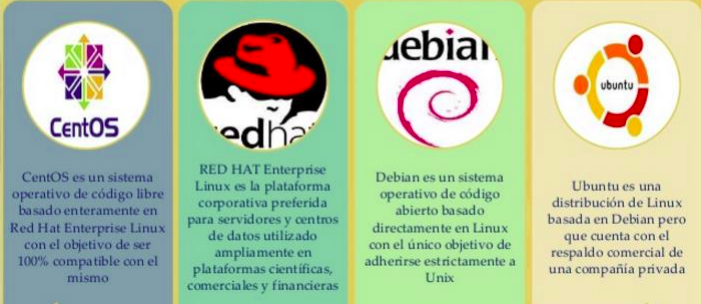 CentOS
CentOS es un sistema
operativo de código libre
basado enteramente en
Red Hat Enterprise Linux
con el objetivo de ser
100% compatible con el
mismo
edha
RED HAT Enterprise
Linux es la plataforma
corporativa preferida
para servidores y centros
de datos utilizado
ampliamente en
plataformas científicas,
comerciales y financieras
debian
Debian es un sistema
operativo de código
abierto basado
directamente en Linux
con el único objetivo de
adherirse estrictamente a
Unix
ubuntu
Ubuntu es una
distribución de Linux
basada en Debian pero
que cuenta con el
respaldo comercial de
una compañía privada